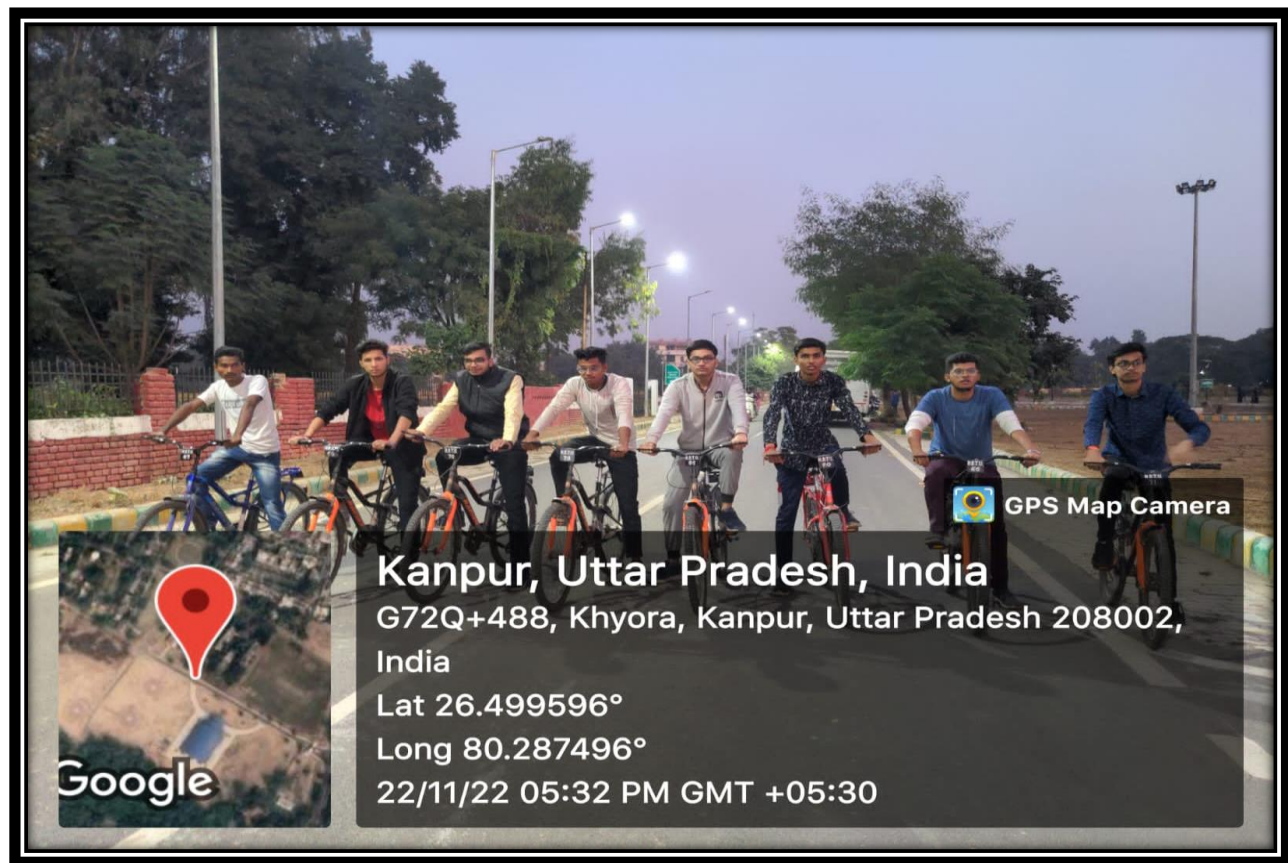 GPS Map Camera
Kanpur, Uttar Pradesh, India
G72Q+488, Khyora, Kanpur, Uttar Pradesh 208002,
India
Lat 26.499596°
Long 80.287496°
22/11/22 05:32 PM GMT +05:30
Google